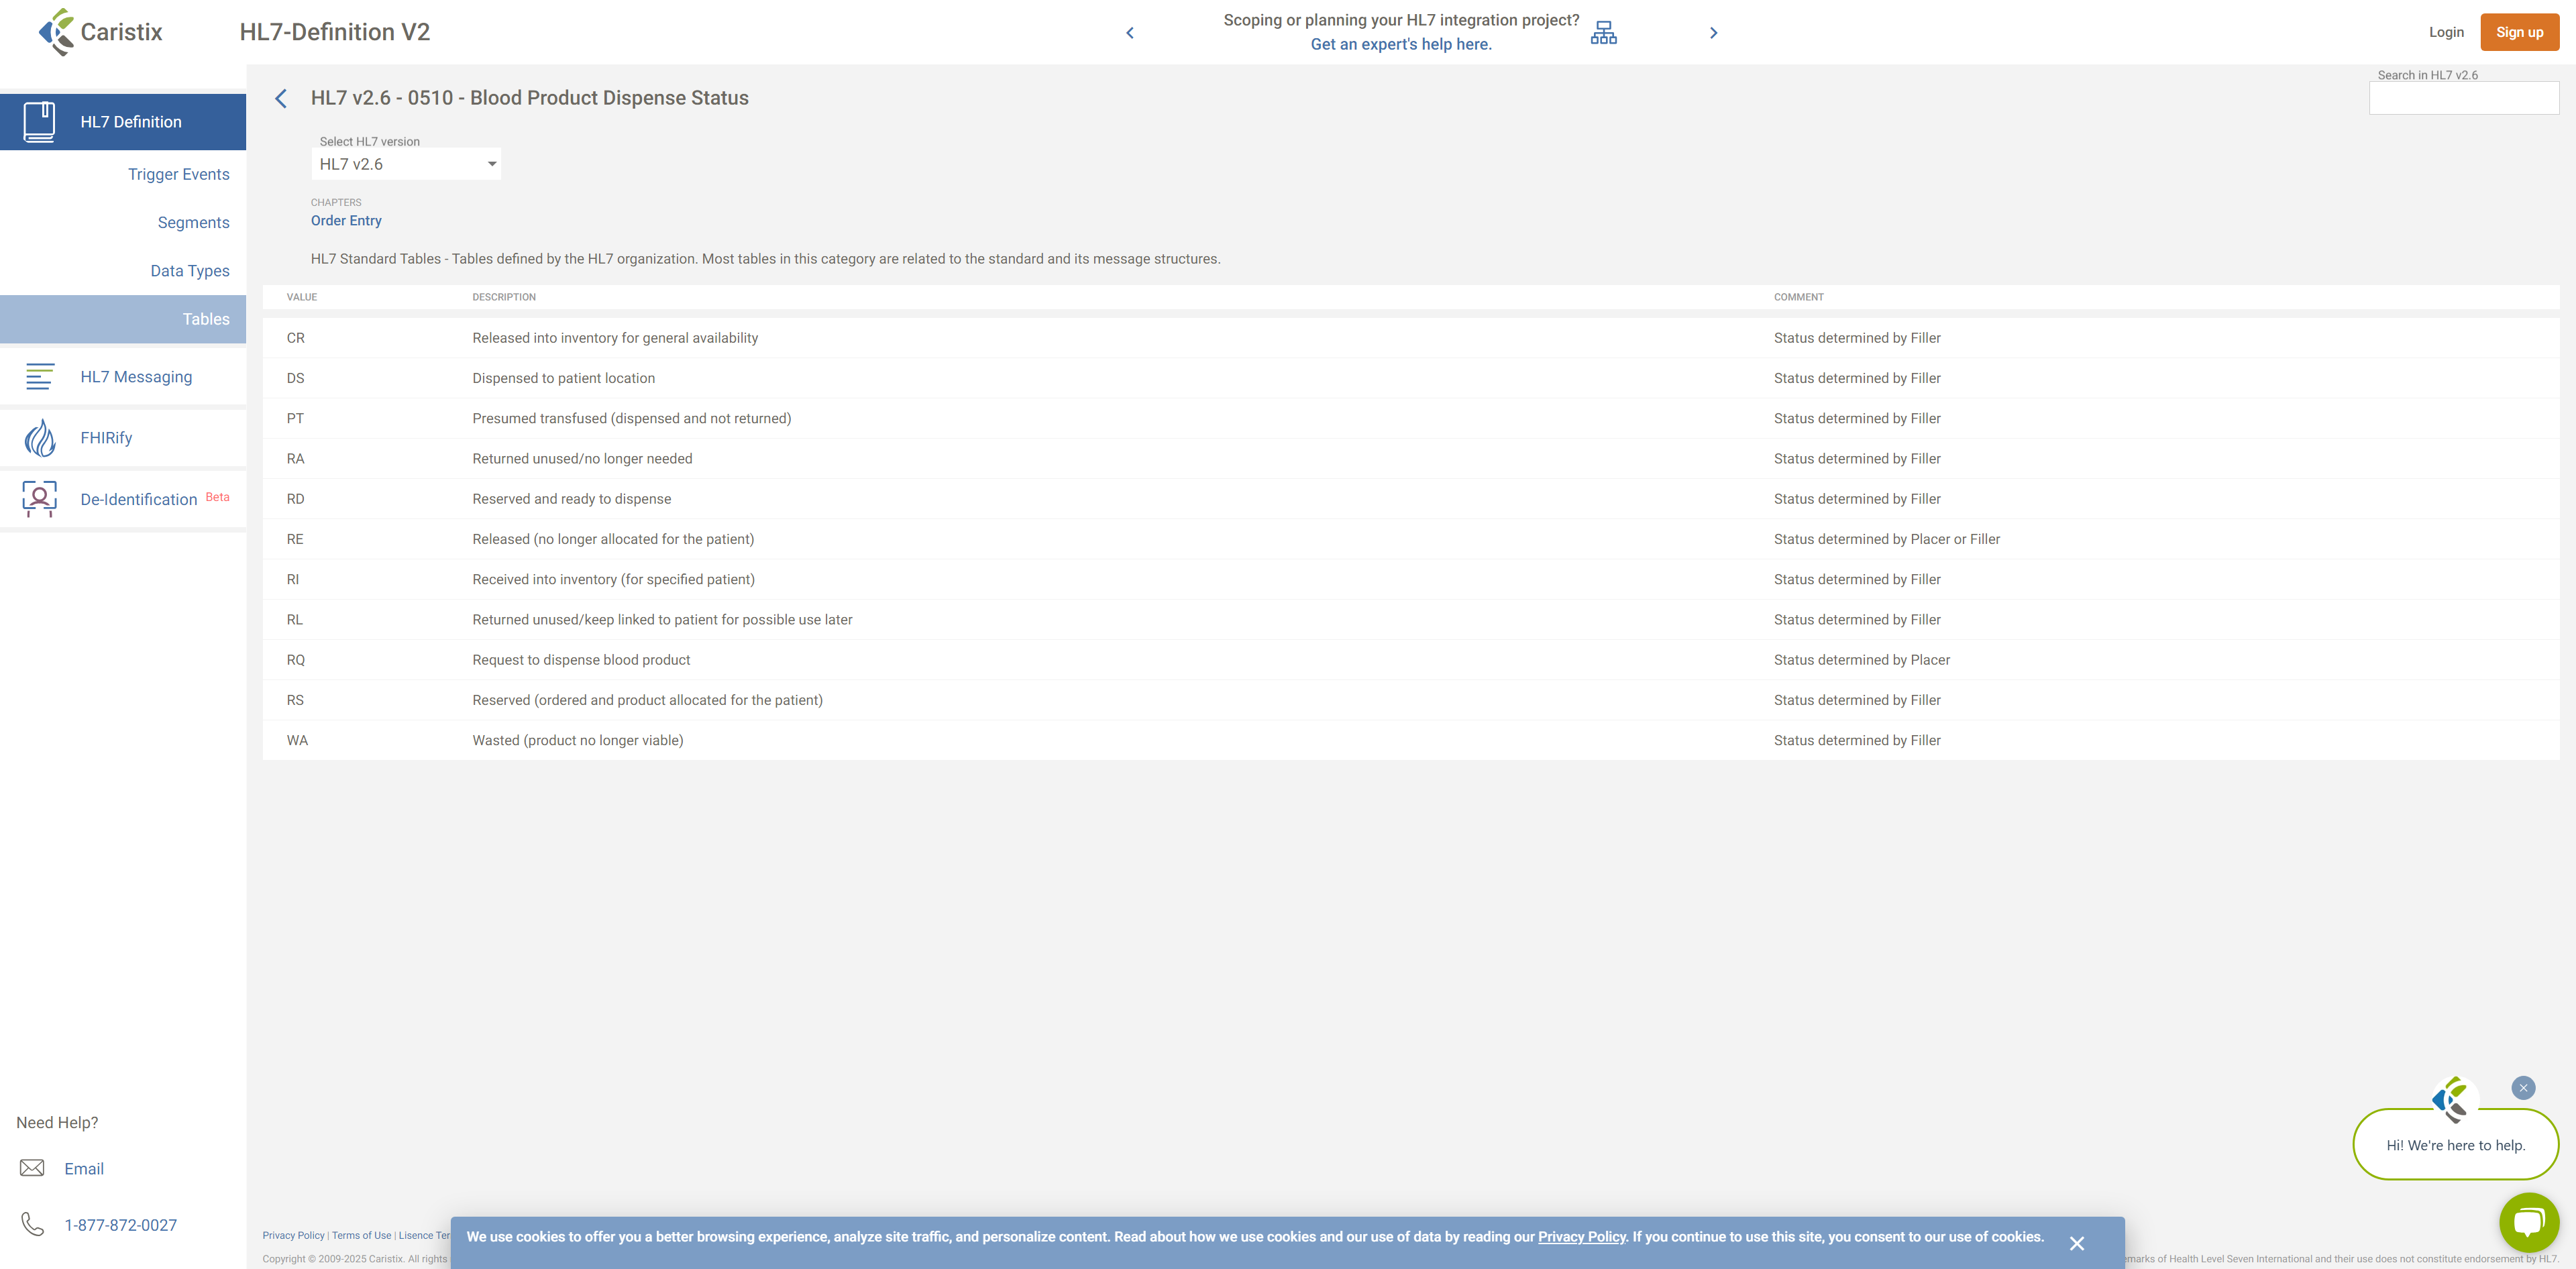 Caristix
HL7-Definition V2
Scoping or planning your HL7 integration project?
Get an expert's help here.
Login
Sign up
HL7 Definition
Trigger Events
Segments
Data Types
Tables
HL7 Messaging
FHIRify
De-Identification Beta
Need Help?
Email
1-877-872-0027
HL7 v2.6 - 0510 - Blood Product Dispense Status
Search in HL7 v2.6
Select HL7 version
HL7 v2.6
CHAPTERS
Order Entry
HL7 Standard Tables - Tables defined by the HL7 organization. Most tables in this category are related to the standard and its message structures.
VALUE DESCRIPTION COMMENT
CR Released into inventory for general availability Status determined by Filler
DS Dispensed to patient location Status determined by Filler
PT Presumed transfused (dispensed and not returned) Status determined by Filler
RA Returned unused/no longer needed Status determined by Filler
RD Reserved and ready to dispense Status determined by Filler
RE Released (no longer allocated for the patient) Status determined by Placer or Filler
RI Received into inventory (for specified patient) Status determined by Filler
RL Returned unused/keep linked to patient for possible use later Status determined by Filler
RQ Request to dispense blood product Status determined by Placer
RS Reserved (ordered and product allocated for the patient) Status determined by Filler
WA Wasted (product no longer viable) Status determined by Filler
Hi! We're here to help.
Privacy Policy | Terms of Use | Lisence
We use cookies to offer you a better browsing experience, analyze site traffic, and personalize content. Read about how we use cookies and our use of data by reading our Privacy Policy. If you continue to use this site, you consent to our use of cookies.
Copyright © 2009-2025 Caristix. All rights
of Health Level Seven International and their use does not constitute endorsement by HL7.